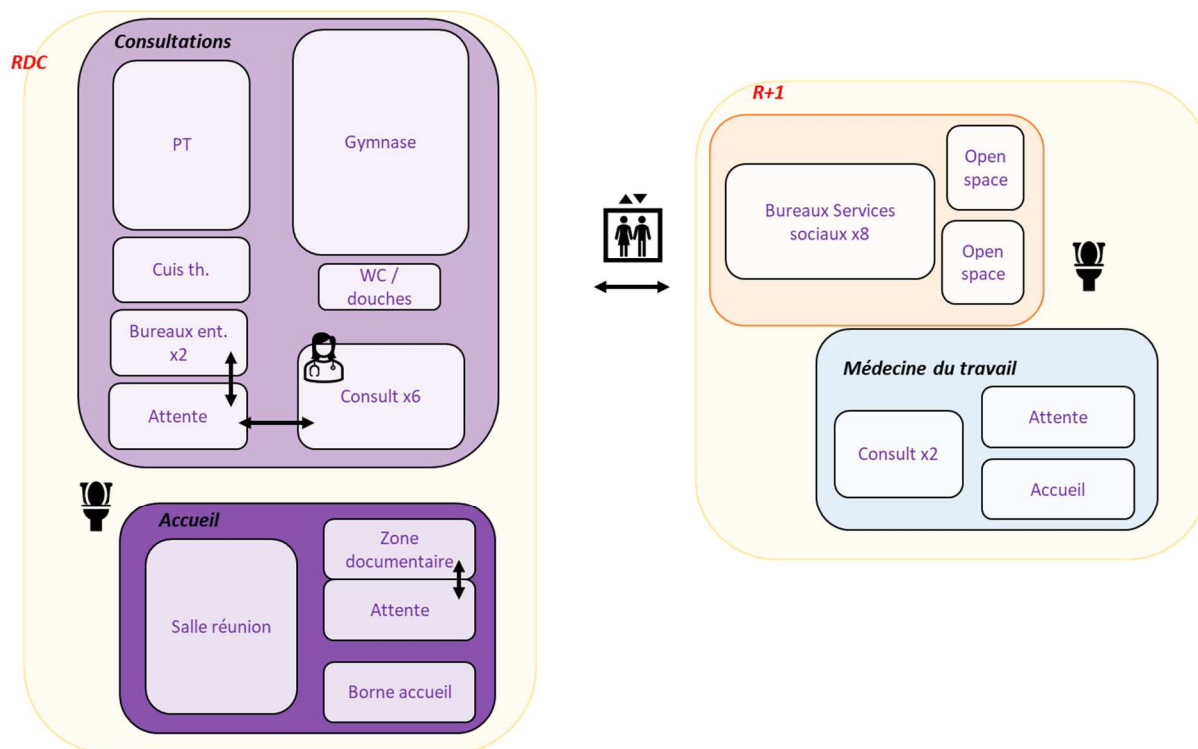 RDC
Consultations
PT
Gymnase
Cuis th.
WC /
douches
Bureaux ent.
x2
Attente
Consult x6
Accueil
Salle réunion
Zone
documentaire
Attente
Borne accueil
R+1
Bureaux Services
sociaux x8
Open
space
Open
space
Médecine du travail
Consult x2
Attente
Accueil